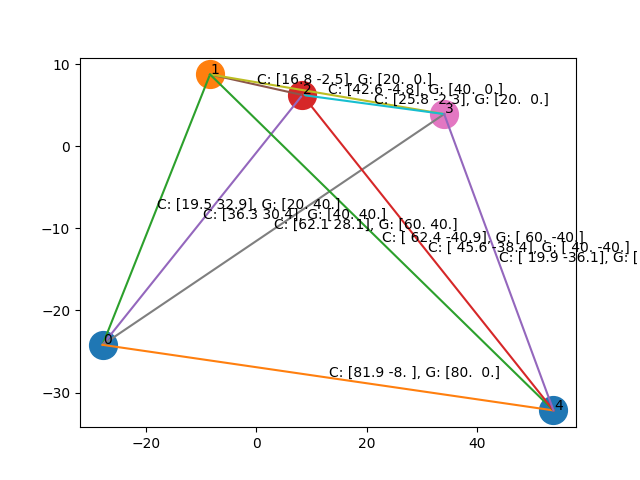 10
0
−10
−20
−30
−20
0
20
40
1
2
3
0
4
C: [16.8 -2.5], G: [20.  0.]
C: [42.6 -4.8], G: [40.  0.]
C: [25.8 -2.3], G: [20.  0.]
C: [19.5 32.9], G: [20. 40.]
C: [36.3 30.4], G: [40. 40.]
C: [62.1 28.1], G: [60. 40.]
C: [ 62.4 -40.9], G: [ 60. -40.]
C: [ 45.6 -38.4], G: [ 40. -40.]
C: [ 19.9 -36.1], G: [
C: [81.9 -8. ], G: [80.  0.]